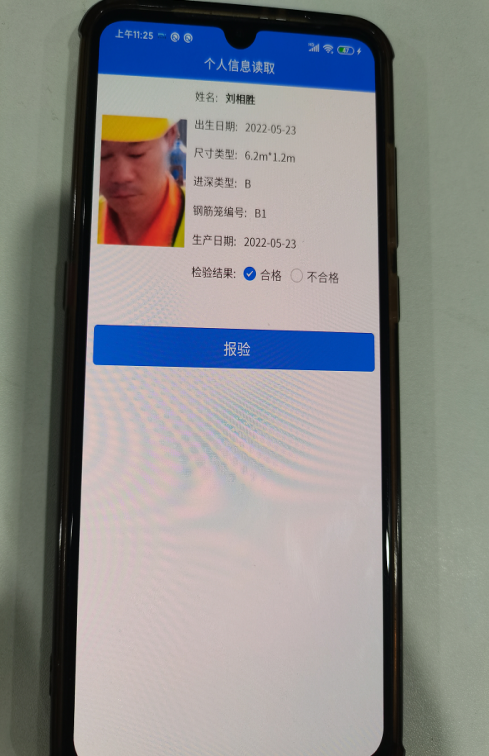 上午11:25
47
个人信息读取
姓名: 刘相胜
出生日期: 2022-05-23
尺寸类型: 6.2m*1.2m
进深类型: B
钢筋笼编号: B1
生产日期: 2022-05-23
检验结果: 合格 不合格
报验